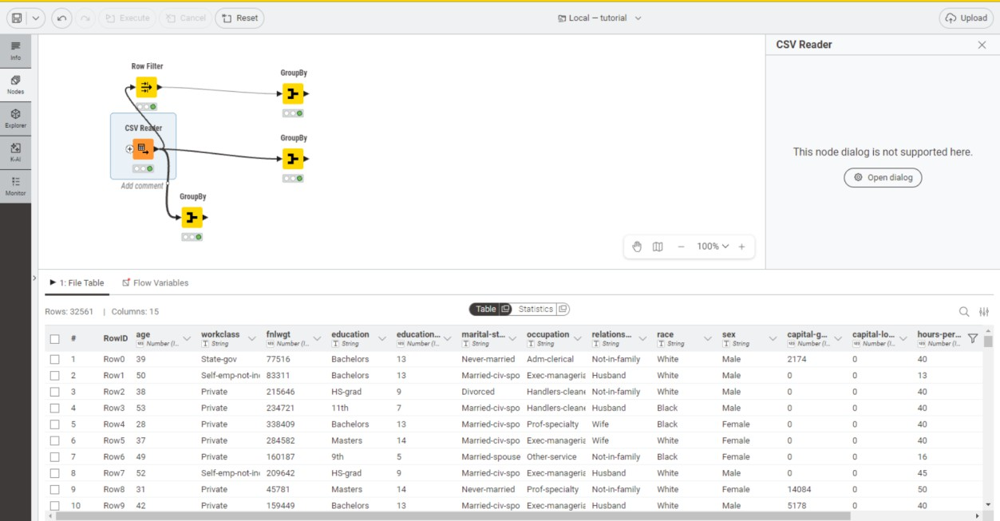 Execute Cancel Reset Local — tutorial Upload
Info
Nodes
Explorer
K-AI
Monitor
Row Filter
GroupBy
CSV Reader
GroupBy
Add comment
GroupBy
100%
CSV Reader
This node dialog is not supported here.
Open dialog
1: File Table Flow Variables
Rows: 32561 | Columns: 15 Table Statistics
# RowID age workclass fnlwgt education education... marital-st... occupation relations... race sex capital-g... capital-lo... hours-per...
Number (I... String Number (I... String Number (I... String String String String String Number (I... Number (I... Number (I...
1 Row0 39 State-gov 77516 Bachelors 13 Never-married Adm-clerical Not-in-family White Male 2174 0 40
2 Row1 50 Self-emp-not-in 83311 Bachelors 13 Married-civ-spo Exec-manageria Husband White Male 0 0 13
3 Row2 38 Private 215646 HS-grad 9 Divorced Handlers-cleane Not-in-family White Male 0 0 40
4 Row3 53 Private 234721 11th 7 Married-civ-spo Handlers-cleane Husband Black Male 0 0 40
5 Row4 28 Private 338409 Bachelors 13 Married-civ-spo Prof-specialty Wife Black Female 0 0 40
6 Row5 37 Private 284582 Masters 14 Married-civ-spo Exec-manageria Wife White Female 0 0 40
7 Row6 49 Private 160187 9th 5 Married-spouse Other-service Not-in-family Black Female 0 0 16
8 Row7 52 Self-emp-not-in 209642 HS-grad 9 Married-civ-spo Exec-manageria Husband White Male 0 0 45
9 Row8 31 Private 45781 Masters 14 Never-married Prof-specialty Not-in-family White Female 14084 0 50
10 Row9 42 Private 159449 Bachelors 13 Married-civ-spo Exec-manageria Husband White Male 5178 0 40